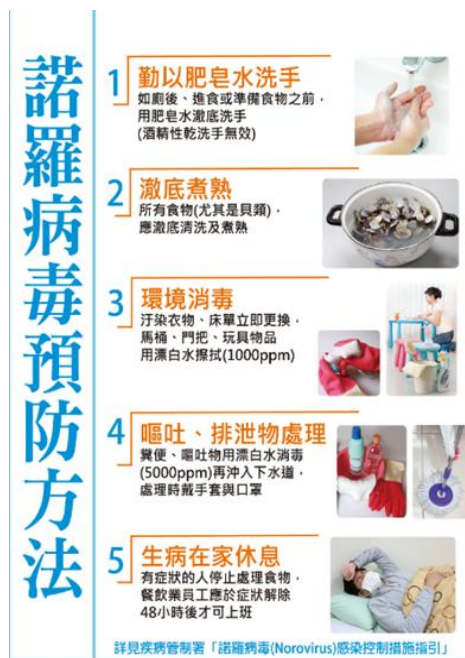 諾羅病毒預防方法
1 勤以肥皂水洗手
如廁後、進食或準備食物之前，
用肥皂水澈底洗手
(酒精性乾洗手無效)
2 澈底煮熟
所有食物(尤其是貝類)，
應澈底清洗及煮熟
3 環境消毒
汙染衣物、床單立即更換，
馬桶、門把、玩具物品
用漂白水擦拭(1000ppm)
4 嘔吐、排泄物處理
糞便、嘔吐物用漂白水消毒
(5000ppm)再沖入下水道，
處理時戴手套與口罩
5 生病在家休息
有症狀的人停止處理食物，
餐飲業員工應於症狀解除
48小時後才可上班
詳見疾病管制署「諾羅病毒(Norovirus)感染控制措施指引」